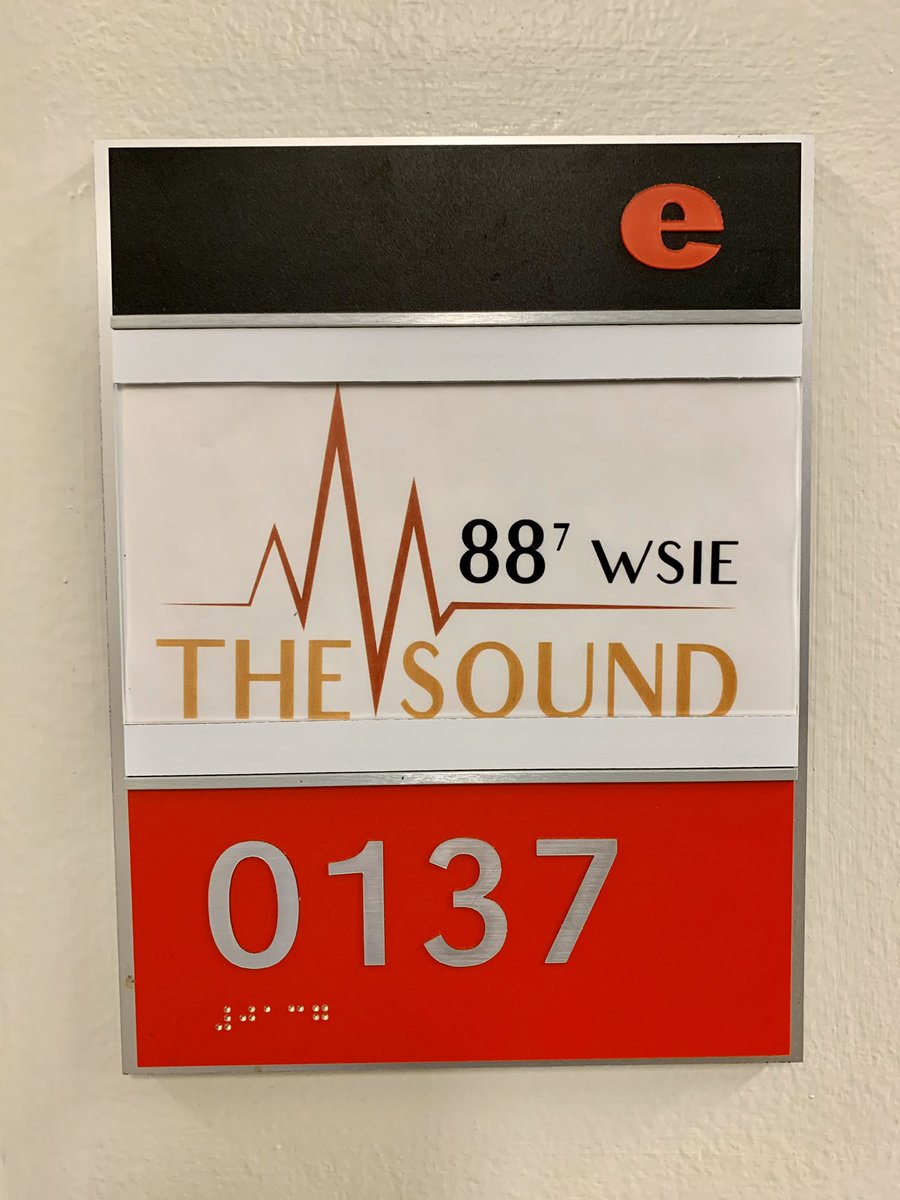 e
88⁷ WSIE
THE SOUND
0137
⠼⠚⠁⠉⠛